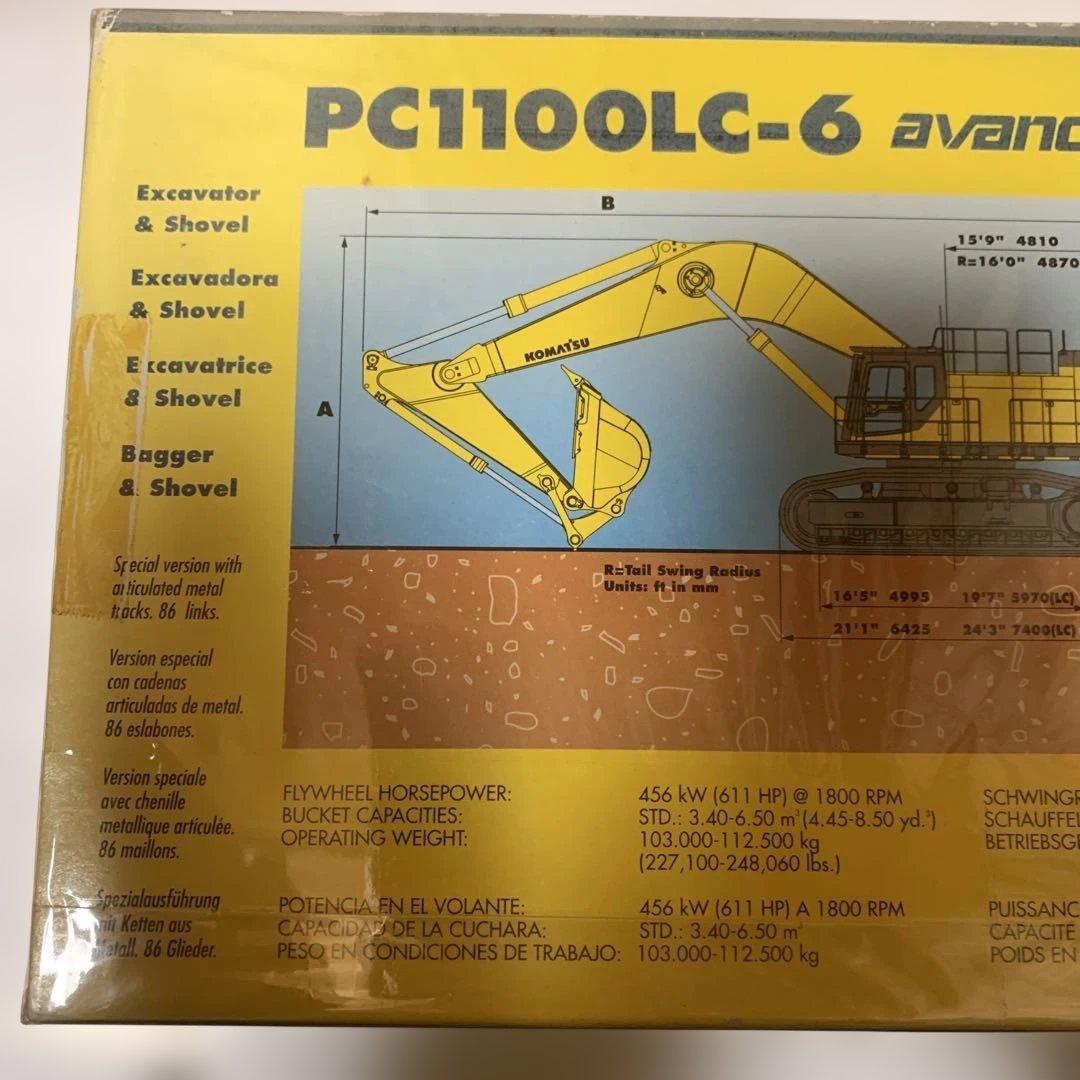 PC1100LC-6 avanc
Excavator
& Shovel
Excavadora
& Shovel
Excavatrice
& Shovel
Bagger
& Shovel
Special version with
articulated metal
tracks. 86 links.
Version especial
con cadenas
articuladas de metal.
86 eslabones.
Version speciale
avec chenille
metallique articulée.
86 maillons.
Spezialausführung
mit Ketten aus
Metall. 86 Glieder.
B
15'9" 4810
R=16'0" 4870
KOMATSU
A
R=Tail Swing Radius
Units: ft in mm
16'5" 4995 19'7" 5970(LC)
21'1" 6425 24'3" 7400(LC)
FLYWHEEL HORSEPOWER: 456 kW (611 HP) @ 1800 RPM
BUCKET CAPACITIES: STD.: 3.40-6.50 m³ (4.45-8.50 yd.³)
OPERATING WEIGHT: 103.000-112.500 kg
(227,100-248,060 lbs.)
POTENCIA EN EL VOLANTE: 456 kW (611 HP) A 1800 RPM
CAPACIDAD DE LA CUCHARA: STD.: 3.40-6.50 m³
PESO EN CONDICIONES DE TRABAJO: 103.000-112.500 kg
SCHWINGR
SCHAUFEL
BETRIEBSGE
PUISSANC
CAPACITE
POIDS EN